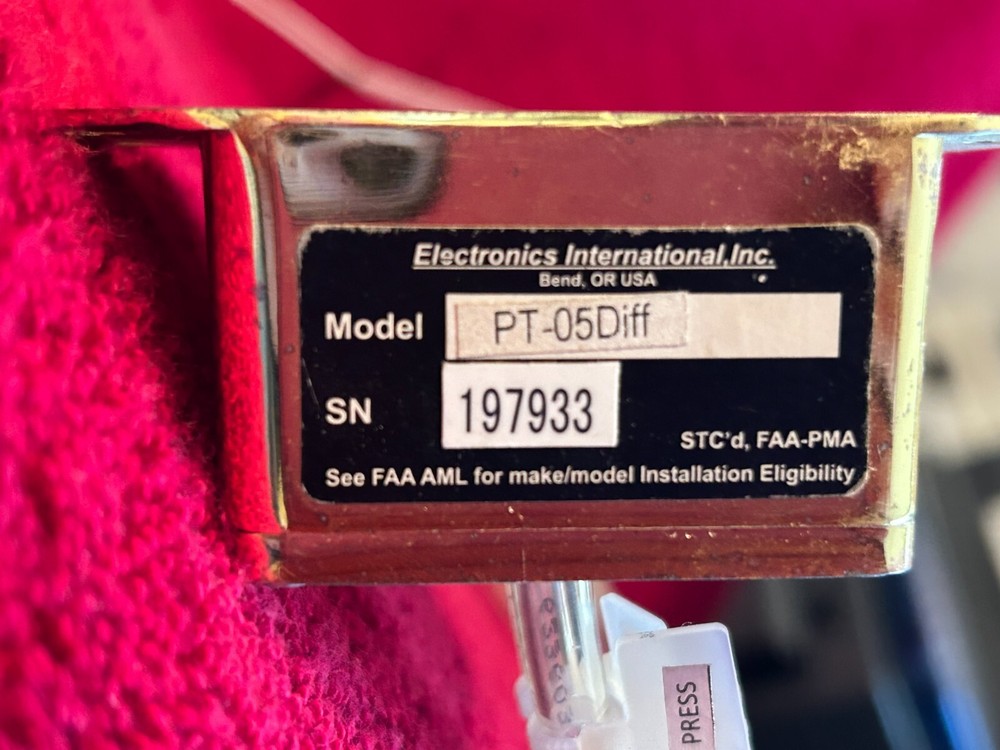 Electronics International,Inc.
Bend, OR USA
Model PT-05Diff
SN 197933
STC'd, FAA-PMA
See FAA AML for make/model Installation Eligibility
PRESS